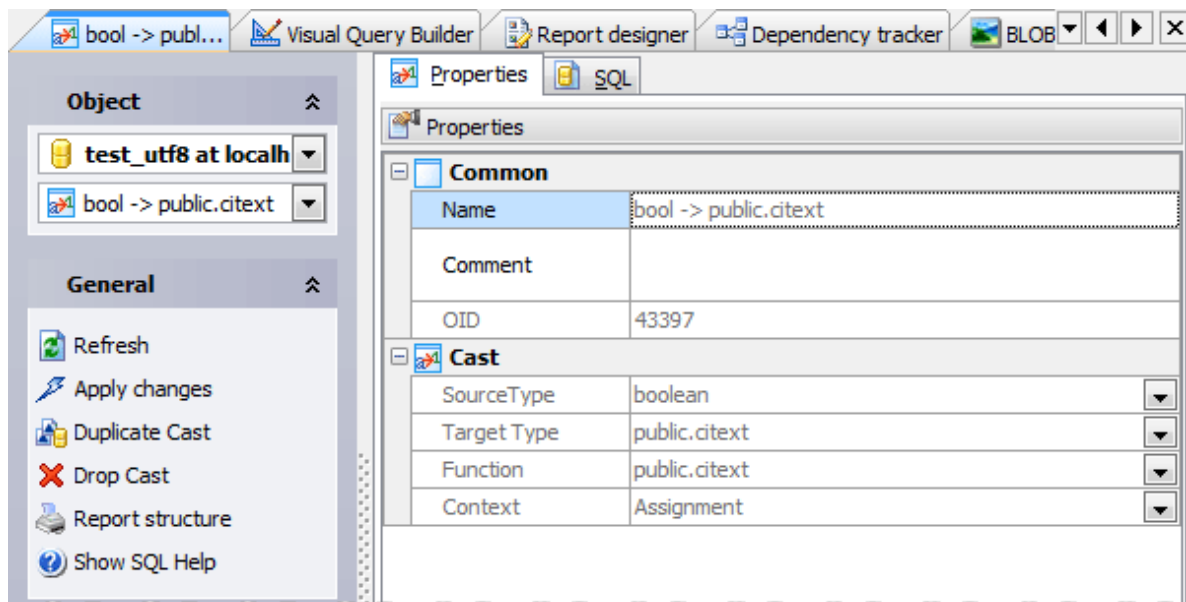 bool -> publ... Visual Query Builder Report designer Dependency tracker BLOB
Properties SQL
Object
Properties
test_utf8 at localh
Common
bool -> public.citext
Name bool -> public.citext
Comment
General
OID 43397
Refresh
Cast
Apply changes
SourceType boolean
Duplicate Cast
Target Type public.citext
Drop Cast
Function public.citext
Report structure
Context Assignment
Show SQL Help